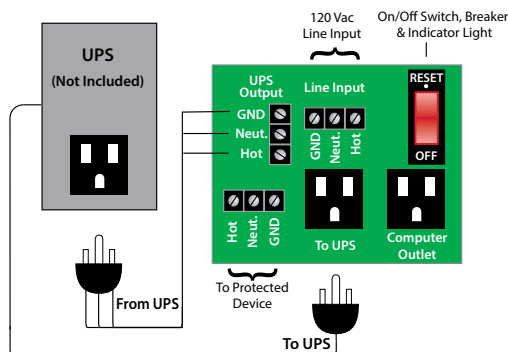 120 Vac
Line Input
On/Off Switch, Breaker
& Indicator Light
UPS
(Not Included)
UPS
Output
GND
Neut.
Hot
Line Input
GND
Neut.
Hot
RESET
OFF
Hot
Neut.
GND
To UPS
Computer
Outlet
From UPS
To Protected
Device
To UPS